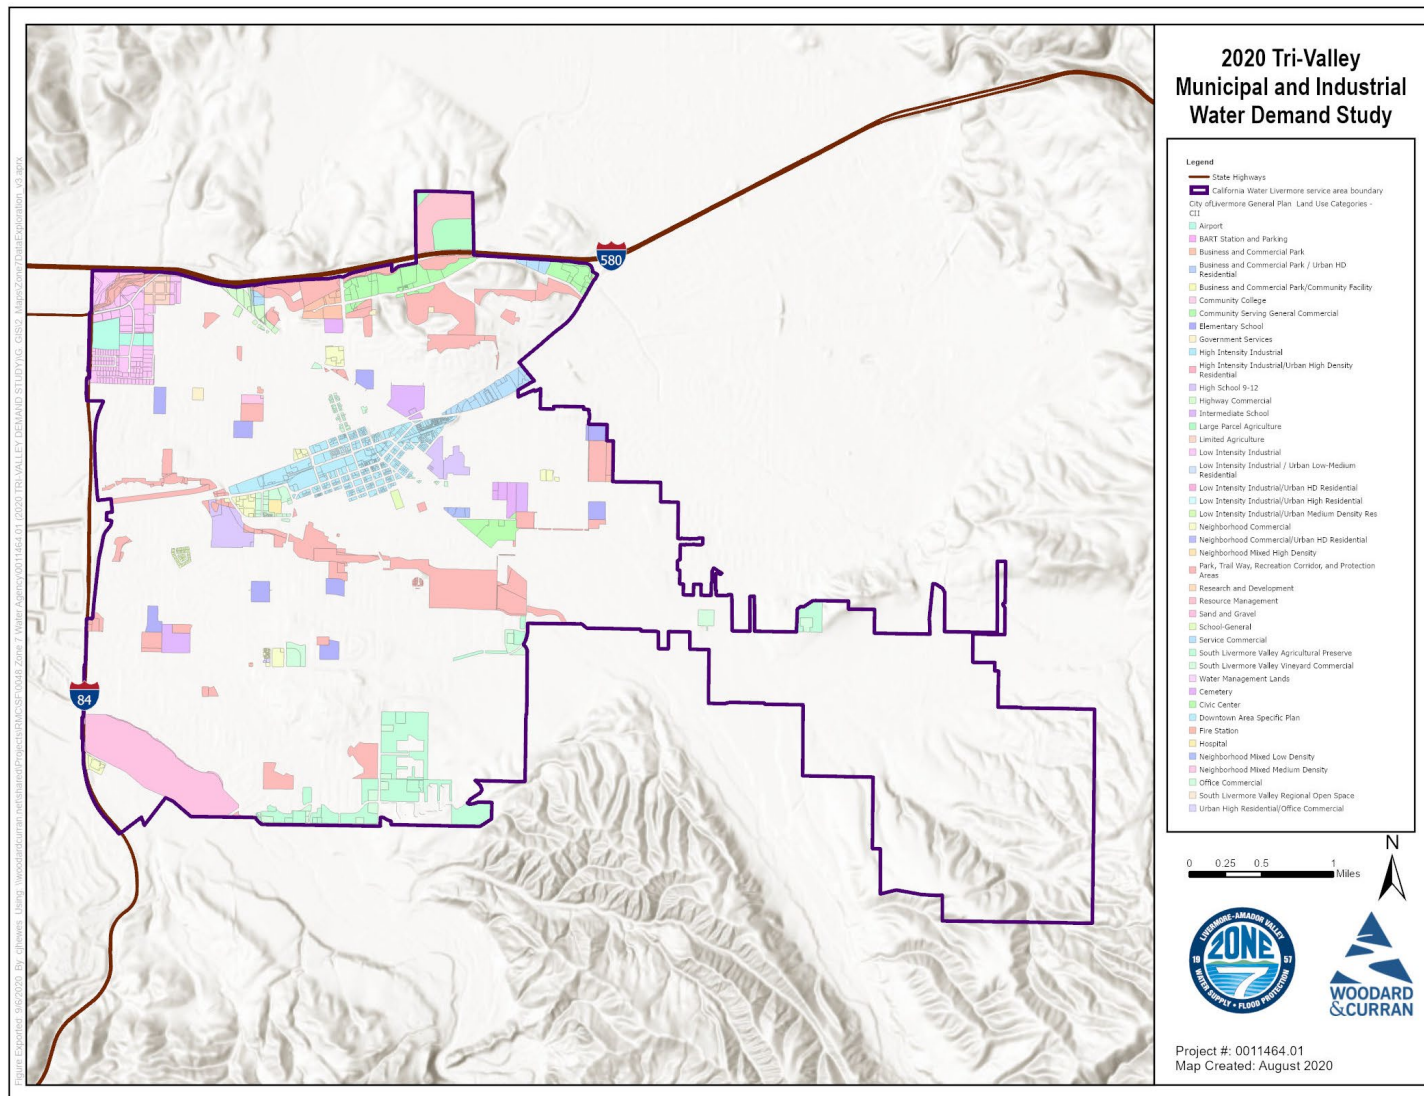 2020 Tri-Valley
Municipal and Industrial
Water Demand Study
Legend
State Highways
California Water Livermore service area boundary
City ofLivermore General Plan Land Use Categories -
CII
Airport
BART Station and Parking
Business and Commercial Park
Business and Commercial Park / Urban HD
Residential
Business and Commercial Park/Community Facility
Community College
Community Serving General Commercial
Elementary School
Government Services
High Intensity Industrial
High Intensity Industrial/Urban High Density
Residential
High School 9-12
Highway Commercial
Intermediate School
Large Parcel Agriculture
Limited Agriculture
Low Intensity Industrial
Low Intensity Industrial / Urban Low-Medium
Residential
Low Intensity Industrial/Urban HD Residential
Low Intensity Industrial/Urban High Residential
Low Intensity Industrial/Urban Medium Density Res
Neighborhood Commercial
Neighborhood Commercial/Urban HD Residential
Neighborhood Mixed High Density
Park, Trail Way, Recreation Corridor, and Protection
Areas
Research and Development
Resource Management
Sand and Gravel
School-General
Service Commercial
South Livermore Valley Agricultural Preserve
South Livermore Valley Vineyard Commercial
Water Management Lands
Cemetery
Civic Center
Downtown Area Specific Plan
Fire Station
Hospital
Neighborhood Mixed Low Density
Neighborhood Mixed Medium Density
Office Commercial
South Livermore Valley Regional Open Space
Urban High Residential/Office Commercial
580
84
N
0 0.25 0.5 1
Miles
LIVERMORE-AMADOR VALLEY
ZONE
19 57
7
WATER SUPPLY • FLOOD PROTECTION
WOODARD
&CURRAN
Project #: 0011464.01
Map Created: August 2020